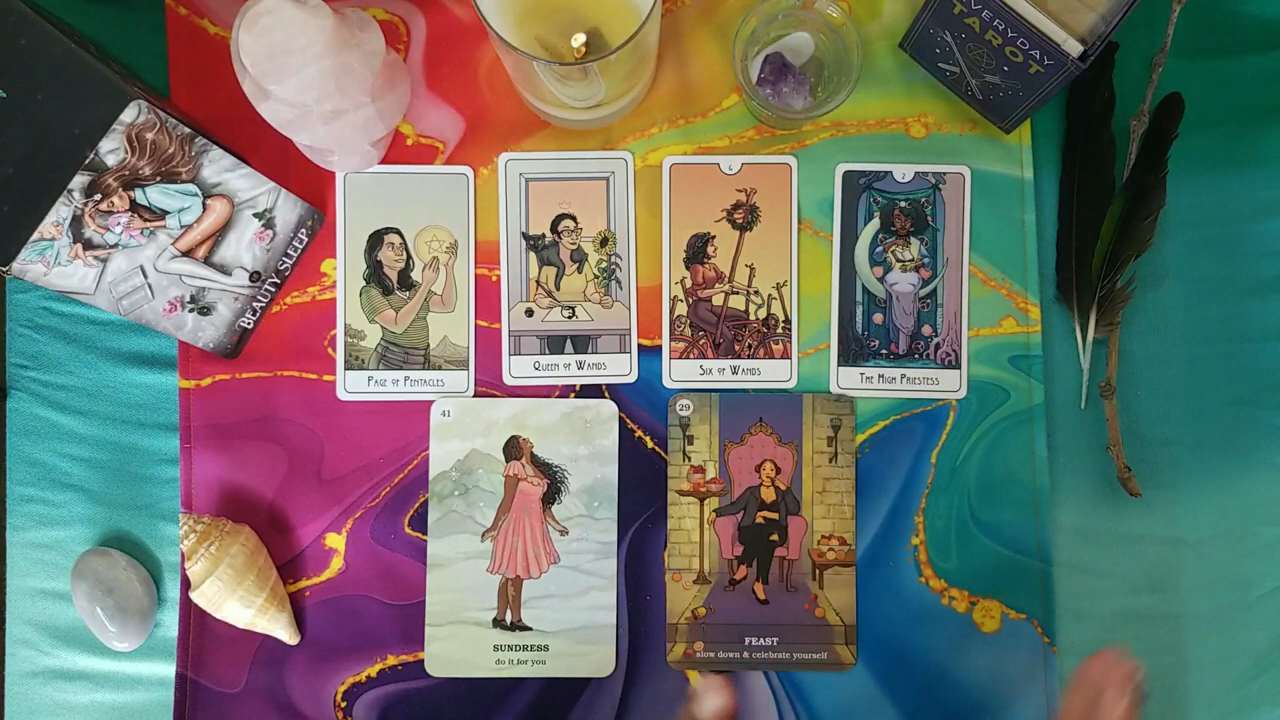 EVERYDAY
TAROT
BEAUTY SLEEP
PAGE OF PENTACLES
QUEEN OF WANDS
6
SIX OF WANDS
2
THE HIGH PRIESTESS
41
SUNDRESS
do it for you
29
FEAST
slow down & celebrate yourself